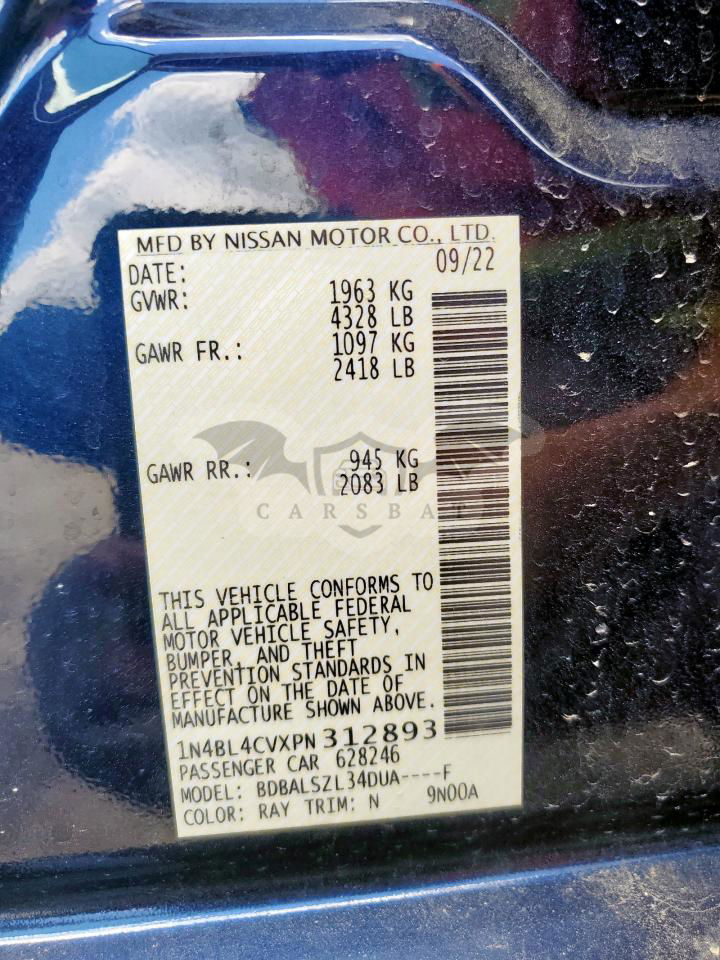 MFD BY NISSAN MOTOR CO., LTD.
DATE: 09/22
GVWR: 1963 KG
4328 LB
GAWR FR.: 1097 KG
2418 LB
GAWR RR.: 945 KG
2083 LB
CARSBAT
THIS VEHICLE CONFORMS TO
ALL APPLICABLE FEDERAL
MOTOR VEHICLE SAFETY,
BUMPER, AND THEFT
PREVENTION STANDARDS IN
EFFECT ON THE DATE OF
MANUFACTURE SHOWN ABOVE.
1N4BL4CVXPN312893
PASSENGER CAR 628246
MODEL: BDBALSZL34DUA----F
COLOR: RAY TRIM: N 9N00A